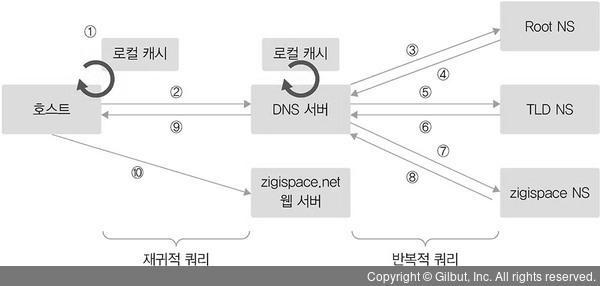 ①
로컬 캐시
로컬 캐시
③
Root NS
④
호스트
②
⑨
DNS 서버
⑤
⑥
TLD NS
⑦
⑧
⑩
zigispace.net
웹 서버
zigispace NS
재귀적 쿼리
반복적 쿼리
Copyright © Gilbut, Inc. All rights reserved.